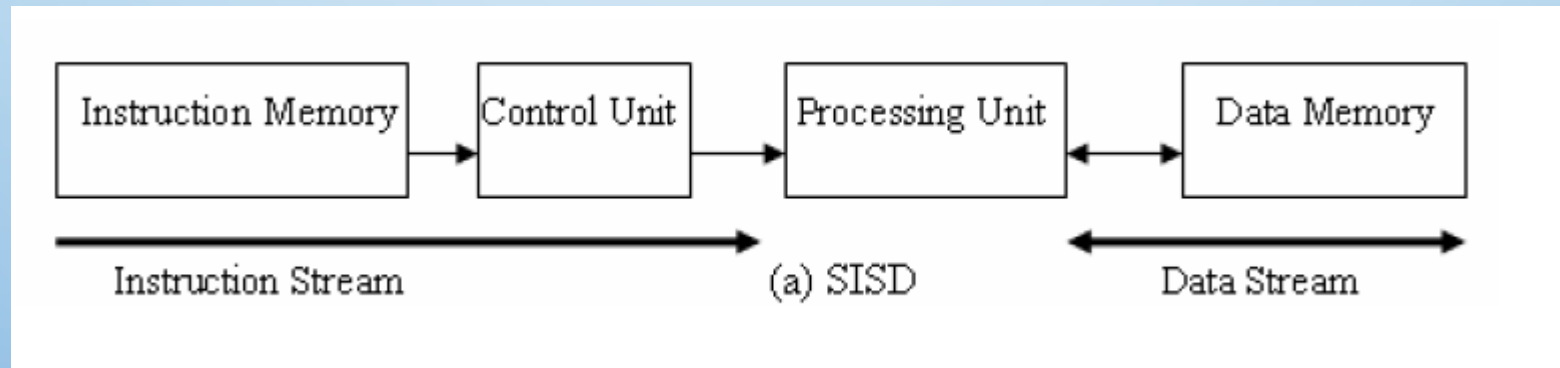 Instruction Memory
Control Unit
Processing Unit
Data Memory
Instruction Stream
(a) SISD
Data Stream